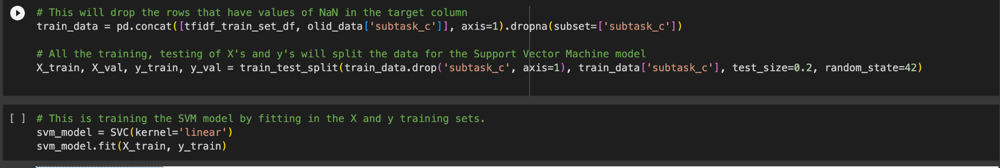 # This will drop the rows that have values of NaN in the target column
train_data = pd.concat([tfidf_train_set_df, olid_data['subtask_c']], axis=1).dropna(subset=['subtask_c'])
# All the training, testing of X's and y's will split the data for the Support Vector Machine model
X_train, X_val, y_train, y_val = train_test_split(train_data.drop('subtask_c', axis=1), train_data['subtask_c'], test_size=0.2, random_state=42)
[ ] # This is training the SVM model by fitting in the X and y training sets.
svm_model = SVC(kernel='linear')
svm_model.fit(X_train, y_train)